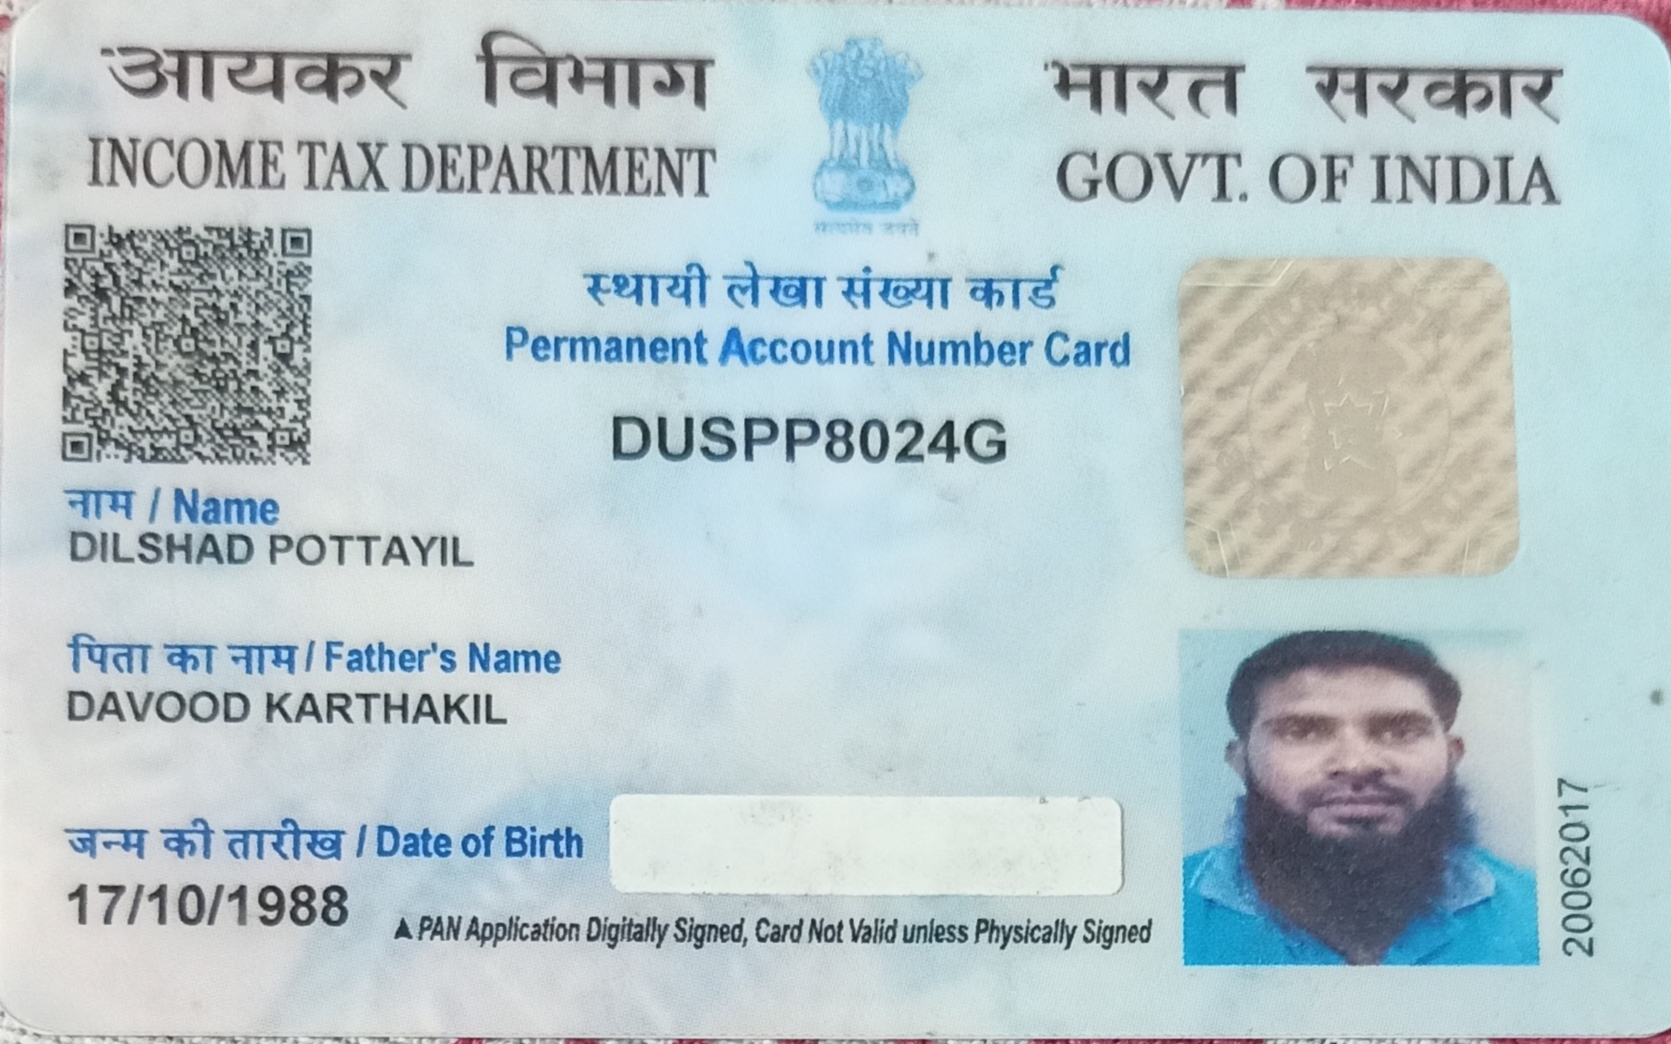 आयकर विभाग
INCOME TAX DEPARTMENT
भारत सरकार
GOVT. OF INDIA
सत्यमेव जयते
स्थायी लेखा संख्या कार्ड
Permanent Account Number Card
DUSPP8024G
नाम / Name
DILSHAD POTTAYIL
पिता का नाम / Father's Name
DAVOOD KARTHAKIL
जन्म की तारीख / Date of Birth
17/10/1988
▲ PAN Application Digitally Signed, Card Not Valid unless Physically Signed
20062017